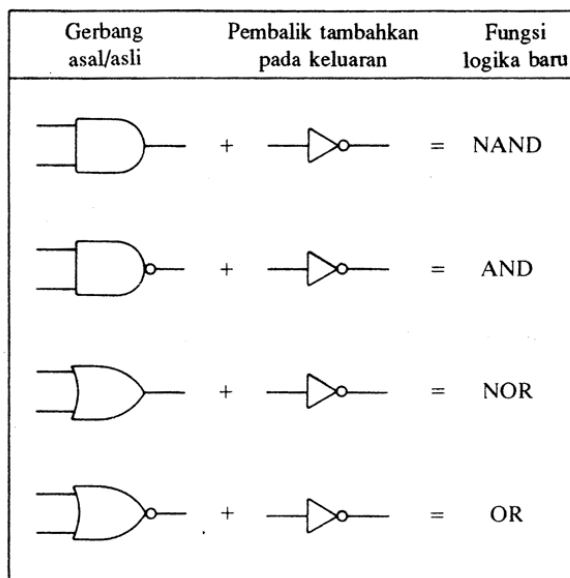 Gerbang
asal/asli
Pembalik tambahkan
pada keluaran
Fungsi
logika baru
+ = NAND
+ = AND
+ = NOR
+ = OR